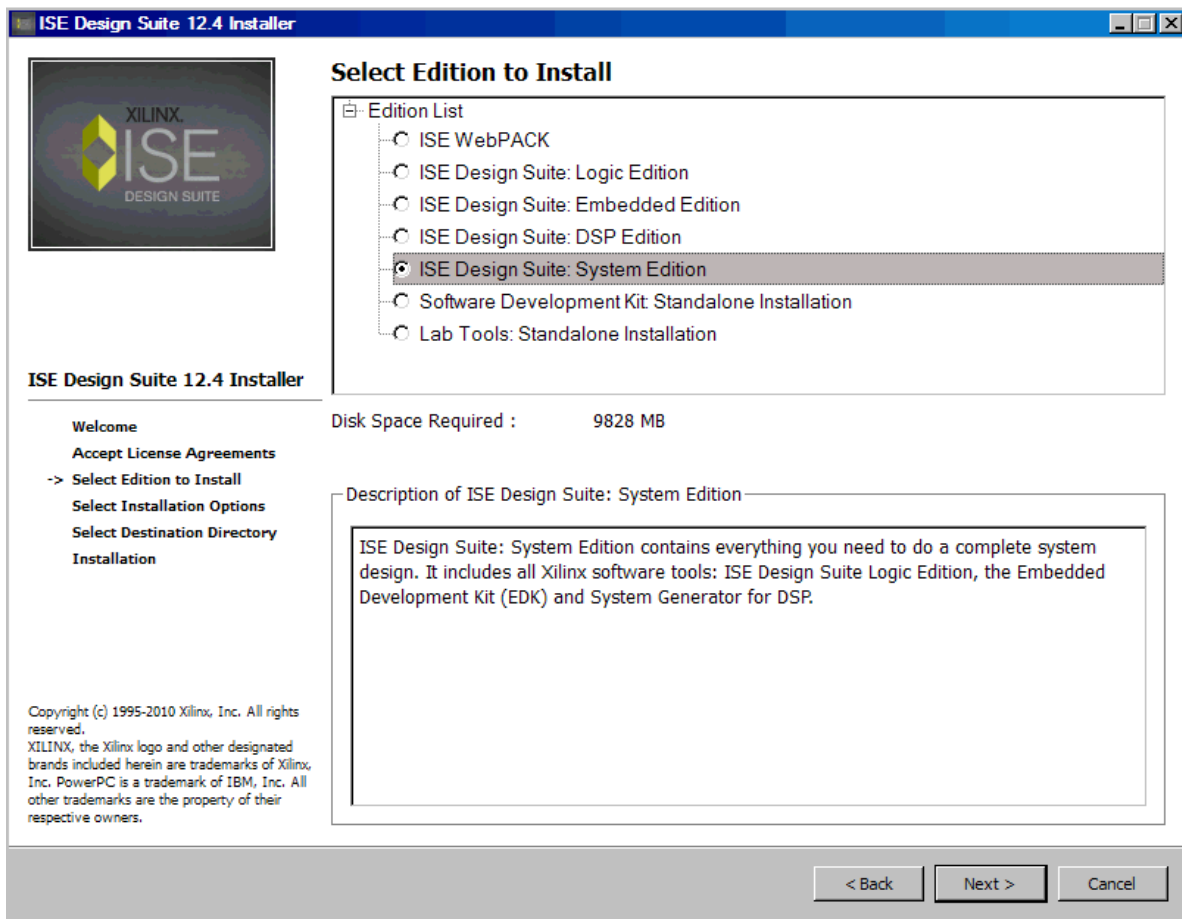 ISE Design Suite 12.4 Installer
XILINX.
ISE
DESIGN SUITE
ISE Design Suite 12.4 Installer
Welcome
Accept License Agreements
-> Select Edition to Install
Select Installation Options
Select Destination Directory
Installation
Copyright (c) 1995-2010 Xilinx, Inc. All rights
reserved.
XILINX, the Xilinx logo and other designated
brands included herein are trademarks of Xilinx,
Inc. PowerPC is a trademark of IBM, Inc. All
other trademarks are the property of their
respective owners.
Select Edition to Install
Edition List
ISE WebPACK
ISE Design Suite: Logic Edition
ISE Design Suite: Embedded Edition
ISE Design Suite: DSP Edition
ISE Design Suite: System Edition
Software Development Kit: Standalone Installation
Lab Tools: Standalone Installation
Disk Space Required : 9828 MB
Description of ISE Design Suite: System Edition
ISE Design Suite: System Edition contains everything you need to do a complete system
design. It includes all Xilinx software tools: ISE Design Suite Logic Edition, the Embedded
Development Kit (EDK) and System Generator for DSP.
< Back
Next >
Cancel